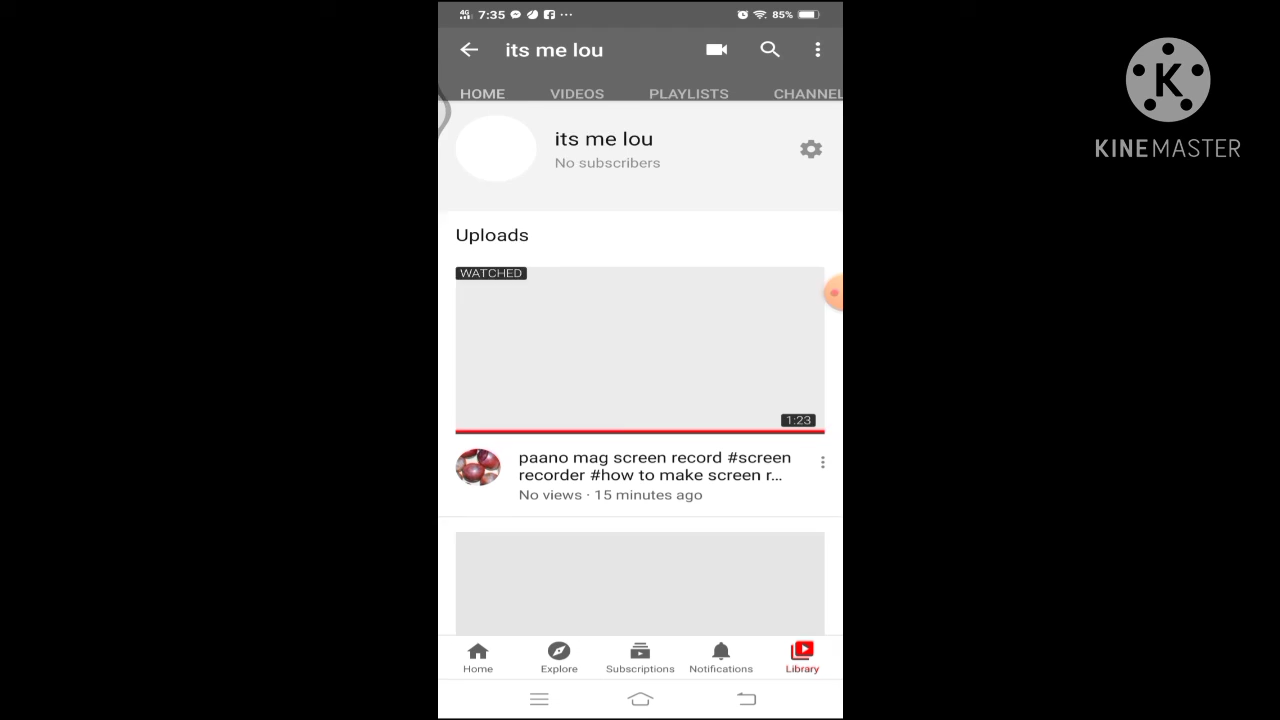 4G 7:35 85%
its me lou
HOME VIDEOS PLAYLISTS CHANNEL
its me lou
No subscribers
Uploads
WATCHED
1:23
paano mag screen record #screen
recorder #how to make screen r...
No views · 15 minutes ago
Home Explore Subscriptions Notifications Library
K
KINEMASTER